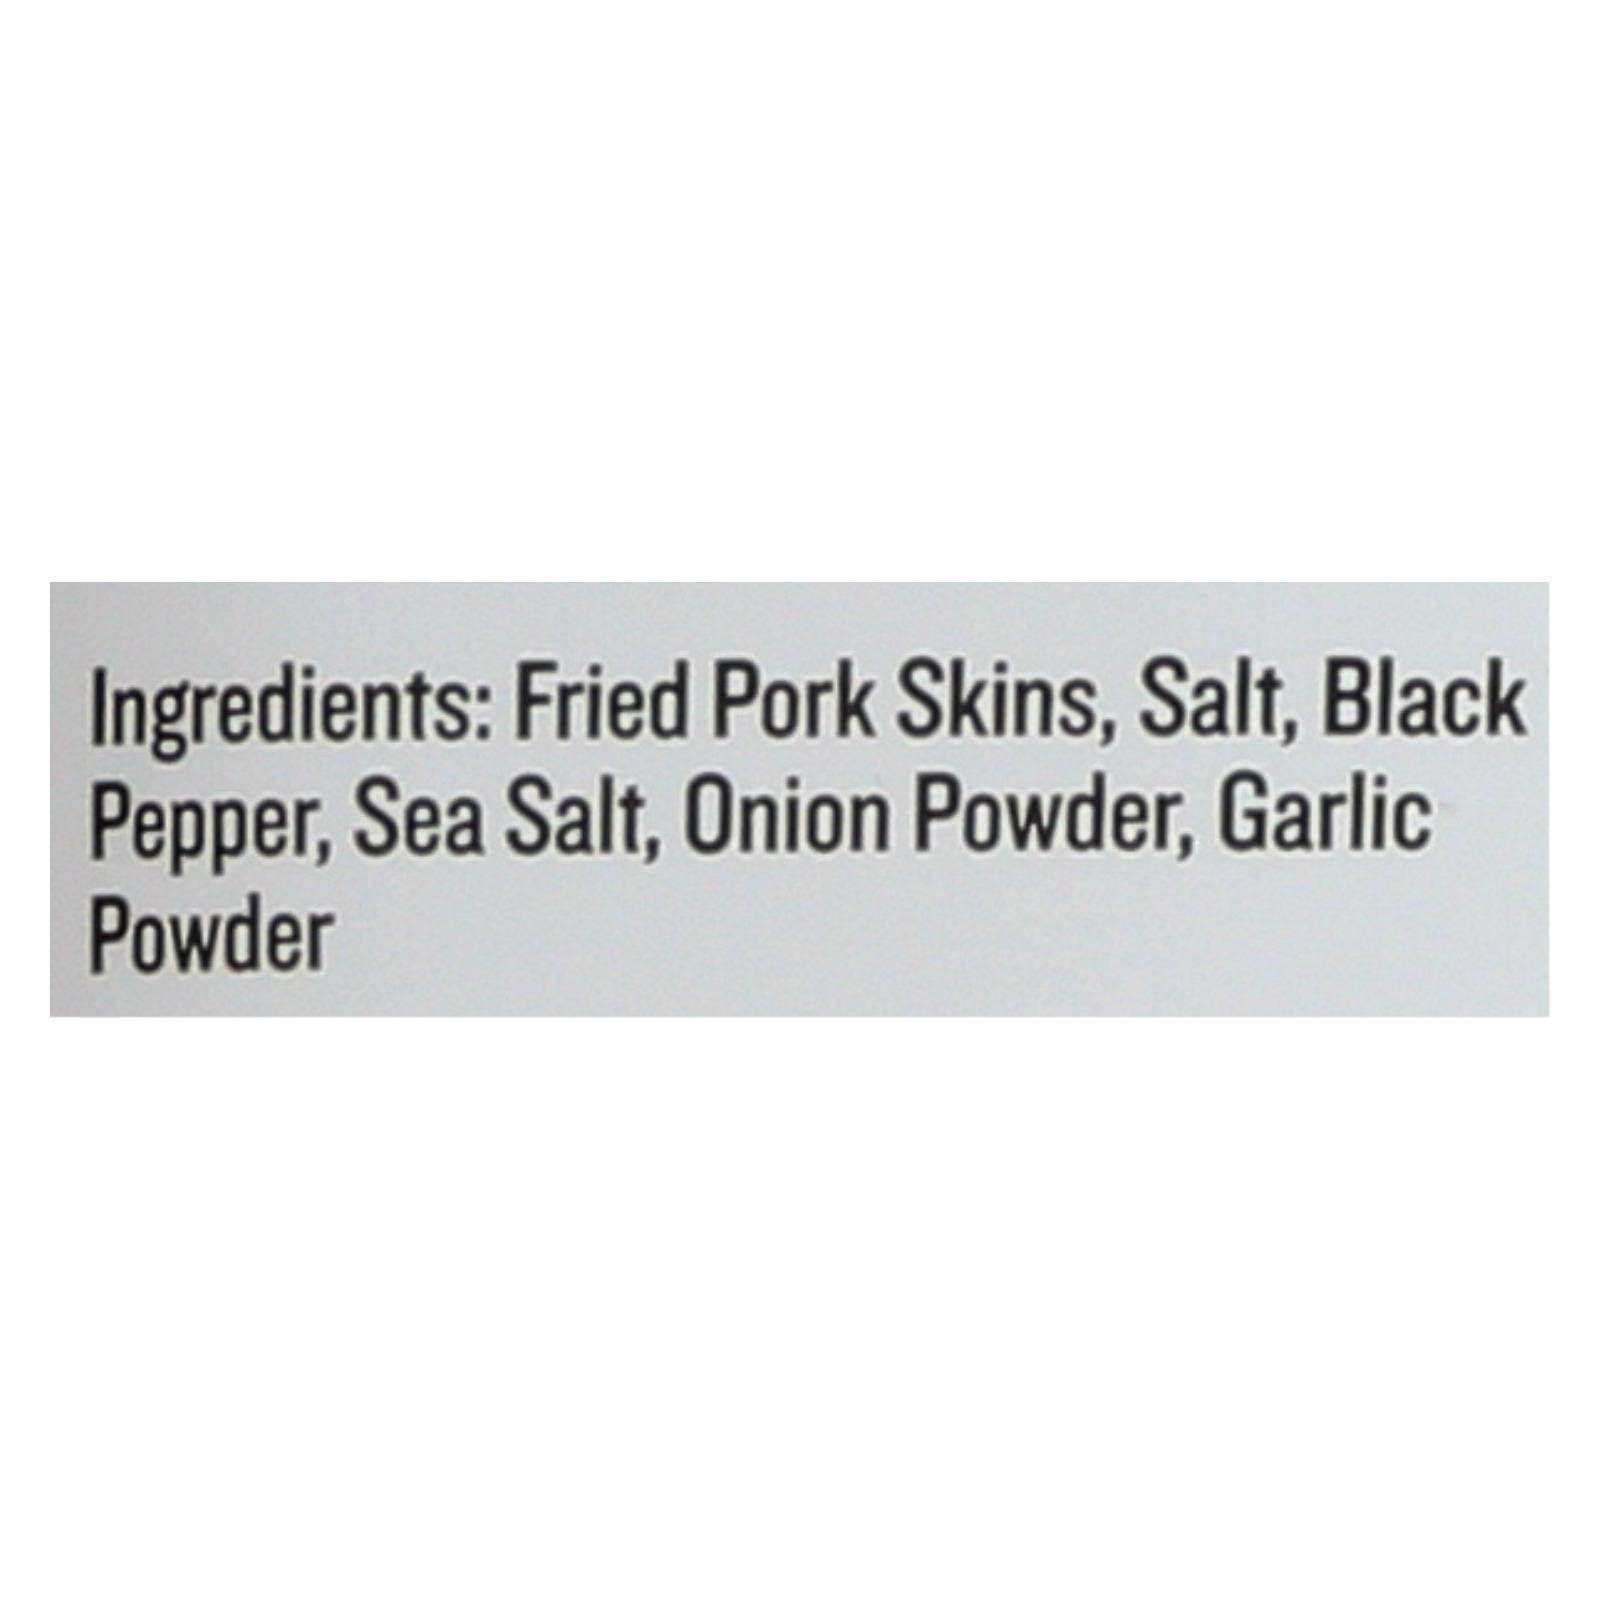 Ingredients: Fried Pork Skins, Salt, Black
Pepper, Sea Salt, Onion Powder, Garlic
Powder